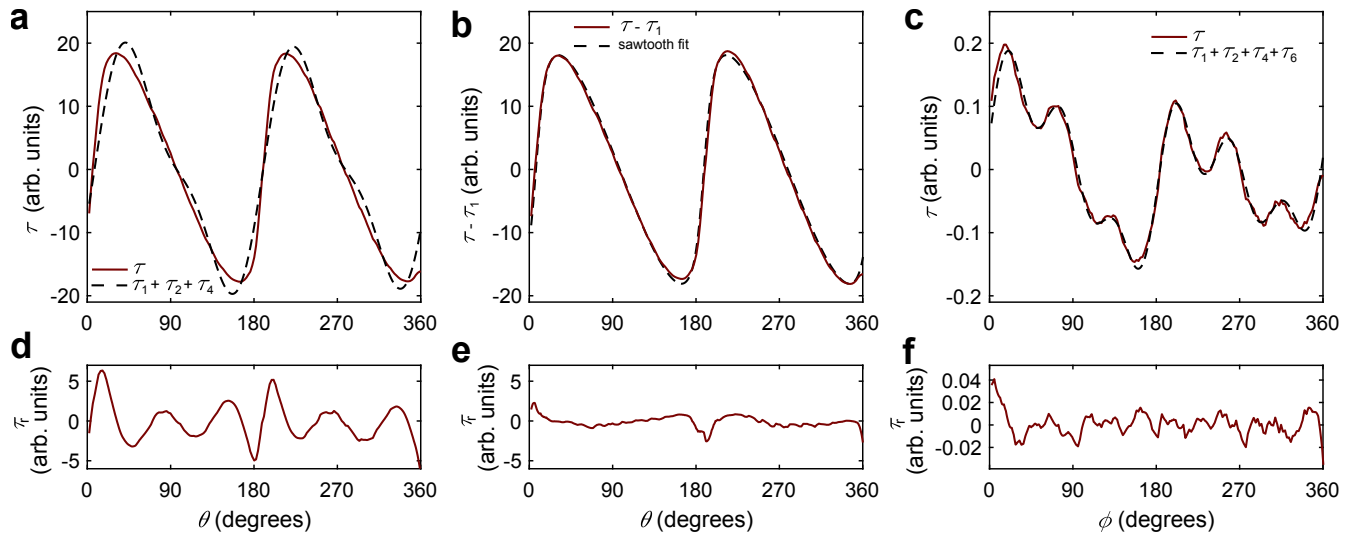 a
τ (arb. units)
20
10
0
-10
-20
τ
τ1 + τ2 + τ4
0 90 180 270 360
b
τ - τ1 (arb. units)
20
10
0
-10
-20
τ - τ1
sawtooth fit
0 90 180 270 360
c
τ (arb. units)
0.2
0.1
0
-0.1
-0.2
τ
τ1 + τ2 + τ4 + τ6
0 90 180 270 360
d
τr
(arb. units)
5
0
-5
0 90 180 270 360
θ (degrees)
e
τr
(arb. units)
5
0
-5
0 90 180 270 360
θ (degrees)
f
τr
(arb. units)
0.04
0.02
0
-0.02
0 90 180 270 360
ϕ (degrees)